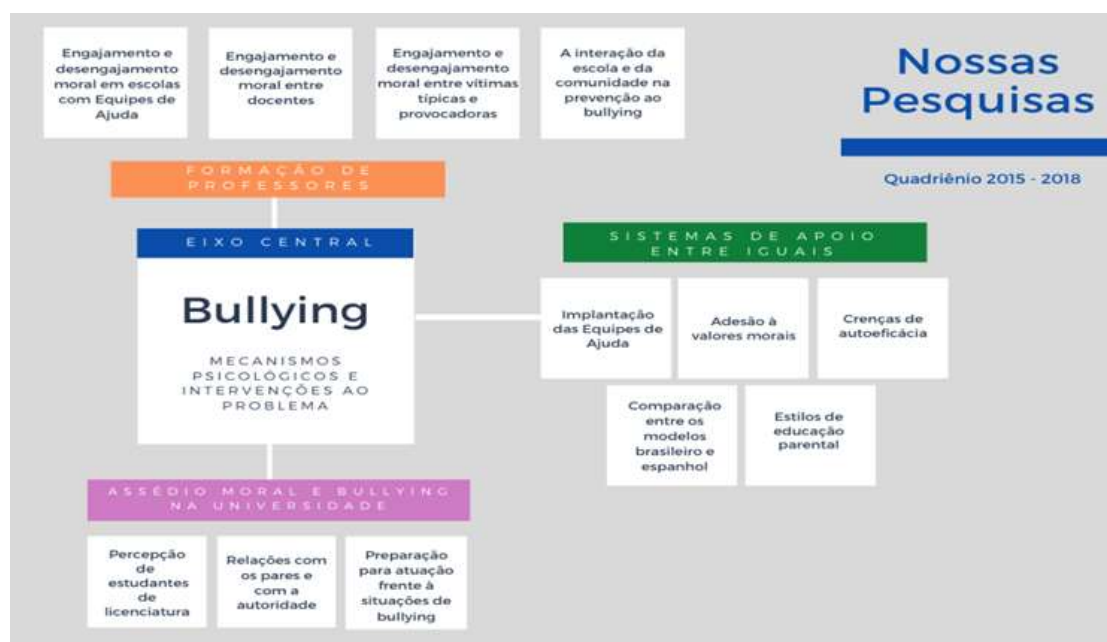 Engajamento e
desengajamento
moral em escolas
com Equipes de
Ajuda
Engajamento e
desengajamento
moral entre
docentes
Engajamento e
desengajamento
moral entre vítimas
típicas e
provocadoras
A interação da
escola e da
comunidade na
prevenção ao
bullying
Nossas
Pesquisas
Quadriênio 2015 - 2018
FORMAÇÃO DE
PROFESSORES
EIXO CENTRAL
Bullying
MECANISMOS
PSICOLÓGICOS E
INTERVENÇÕES AO
PROBLEMA
SISTEMAS DE APOIO
ENTRE IGUAIS
Implantação
das Equipes de
Ajuda
Adesão à
valores morais
Crenças de
autoeficácia
Comparação
entre os
modelos
brasileiro e
espanhol
Estilos de
educação
parental
ASSÉDIO MORAL E BULLYING
NA UNIVERSIDADE
Percepção
de
estudantes
de
licenciatura
Relações com
os pares e
com a
autoridade
Preparação
para atuação
frente à
situações de
bullying